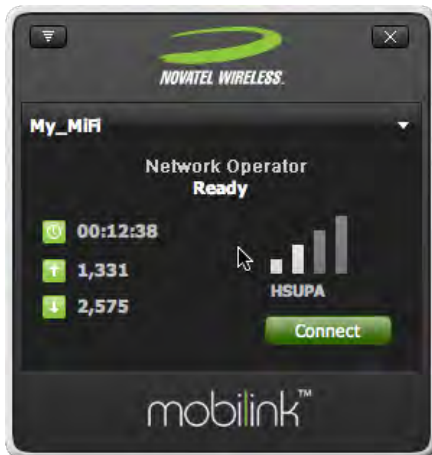 NOVATEL WIRELESS.
My_MiFi
Network Operator
Ready
00:12:38
1,331
2,575
HSUPA
Connect
mobilink™